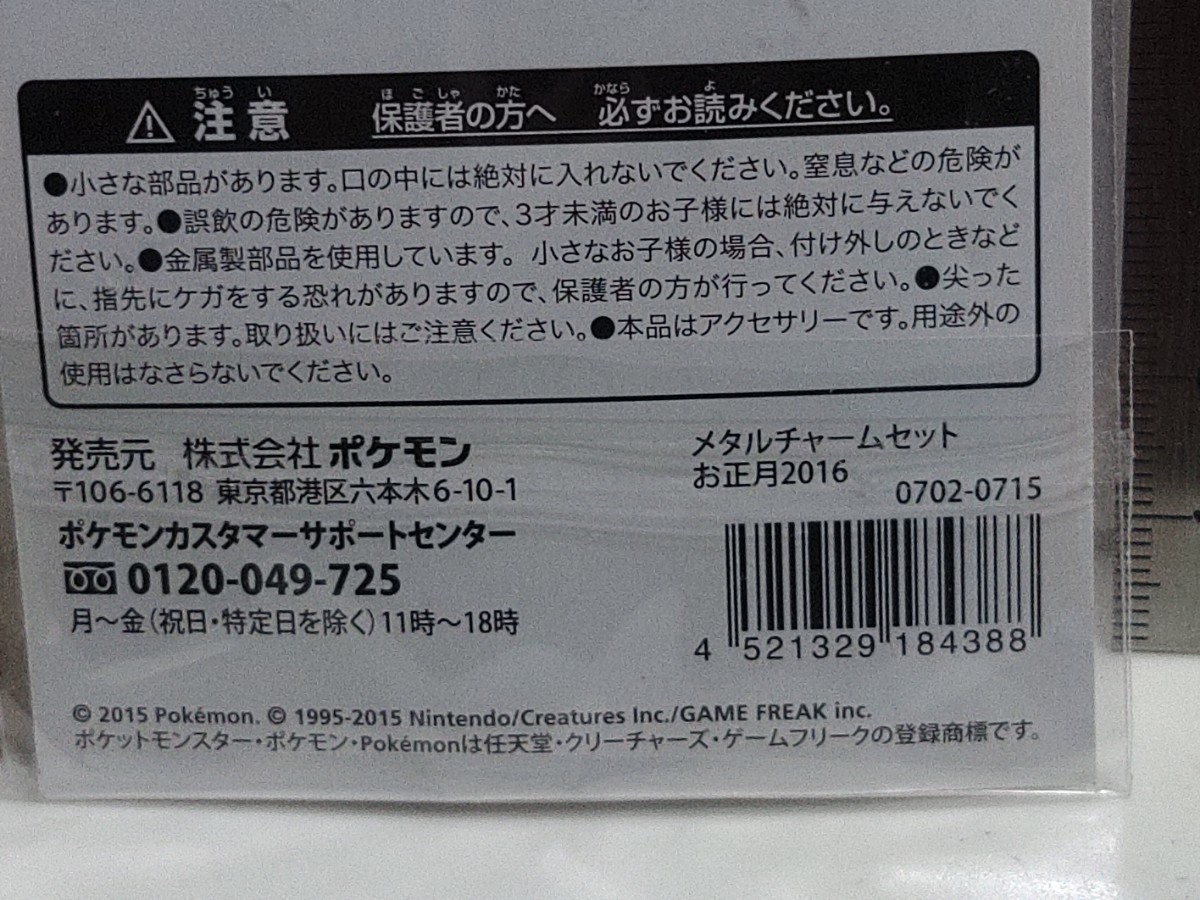 ⚠ 注意 保護者の方へ 必ずお読みください。
●小さな部品があります。口の中には絶対に入れないでください。窒息などの危険が
あります。●誤飲の危険がありますので、3才未満のお子様には絶対に与えないでく
ださい。●金属製部品を使用しています。小さなお子様の場合、付け外しのときなど
に、指先にケガをする恐れがありますので、保護者の方が行ってください。●尖った
箇所があります。取り扱いにはご注意ください。●本品はアクセサリーです。用途外の
使用はなさらないでください。
発売元 株式会社ポケモン
〒106-6118 東京都港区六本木6-10-1
ポケモンカスタマーサポートセンター
0120-049-725
月〜金(祝日・特定日を除く)11時〜18時
メタルチャームセット
お正月2016
0702-0715
4 521329 184388
© 2015 Pokémon. © 1995-2015 Nintendo/Creatures Inc./GAME FREAK inc.
ポケットモンスター・ポケモン・Pokémonは任天堂・クリーチャーズ・ゲームフリークの登録商標です。